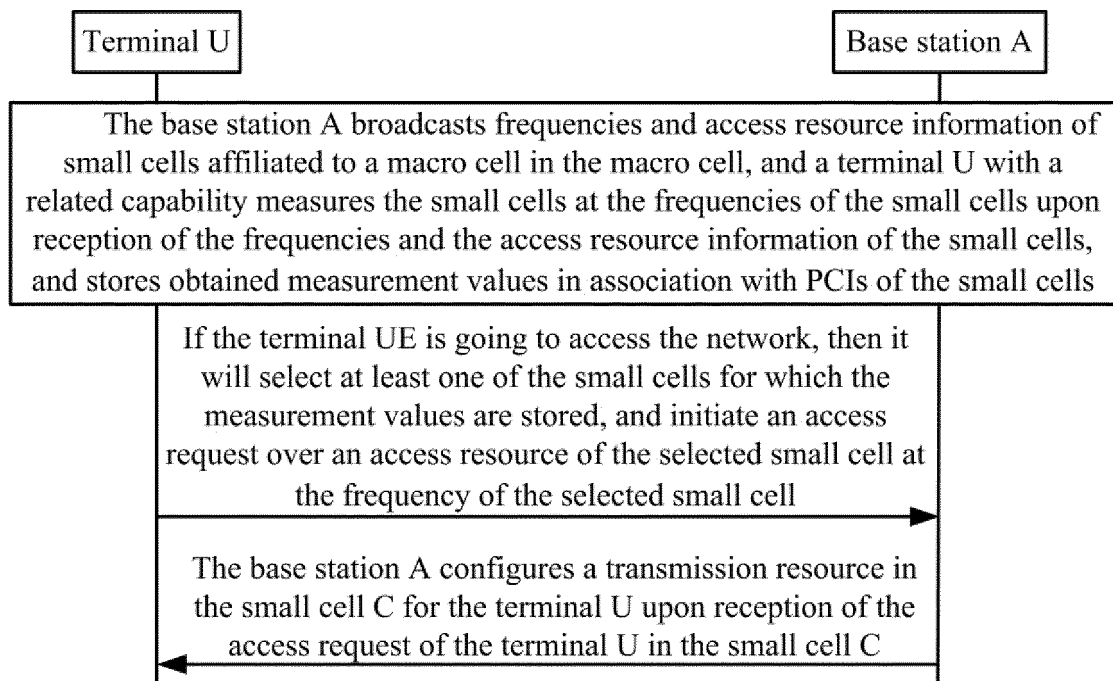 Terminal U
Base station A
The base station A broadcasts frequencies and access resource information of
small cells affiliated to a macro cell in the macro cell, and a terminal U with a
related capability measures the small cells at the frequencies of the small cells upon
reception of the frequencies and the access resource information of the small cells,
and stores obtained measurement values in association with PCIs of the small cells
If the terminal UE is going to access the network, then it
will select at least one of the small cells for which the
measurement values are stored, and initiate an access
request over an access resource of the selected small cell at
the frequency of the selected small cell
The base station A configures a transmission resource in
the small cell C for the terminal U upon reception of the
access request of the terminal U in the small cell C